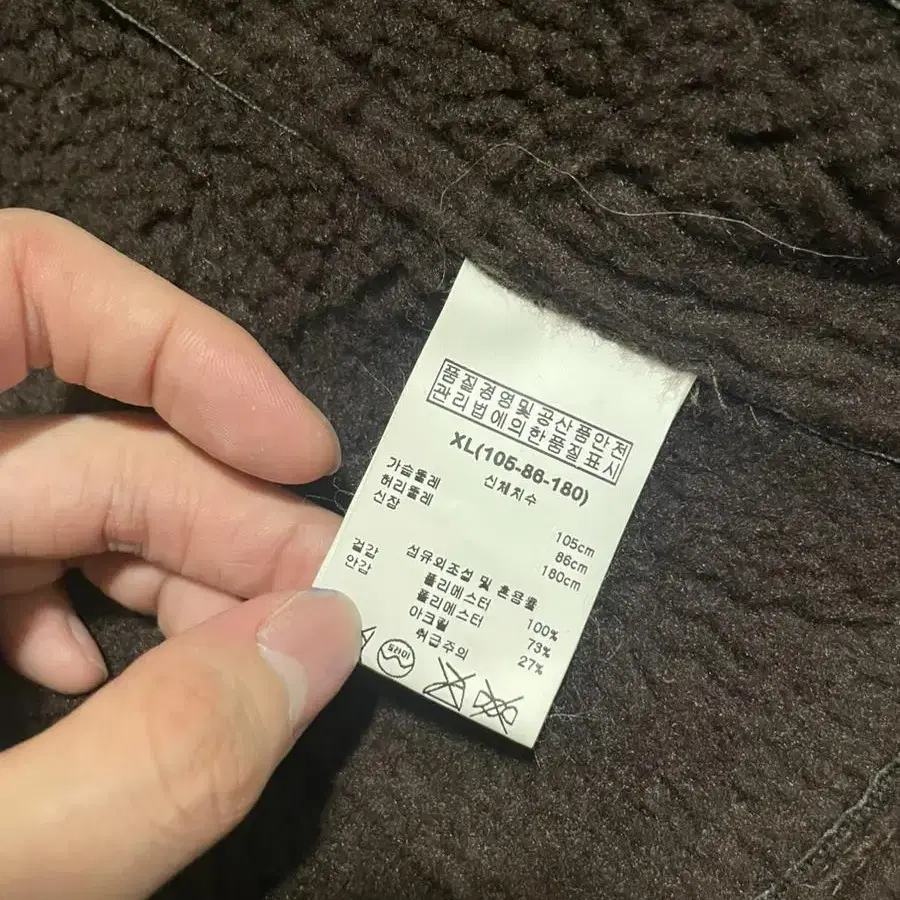 품질경영및공산품안전
관리법에의한품질표시
XL(105-86-180)
신체치수
가슴둘레 105cm
허리둘레 86cm
신장 180cm
섬유의조성 및 혼용률
겉감 폴리에스터 100%
안감 폴리에스터 73%
아크릴 27%
취급주의
드라이